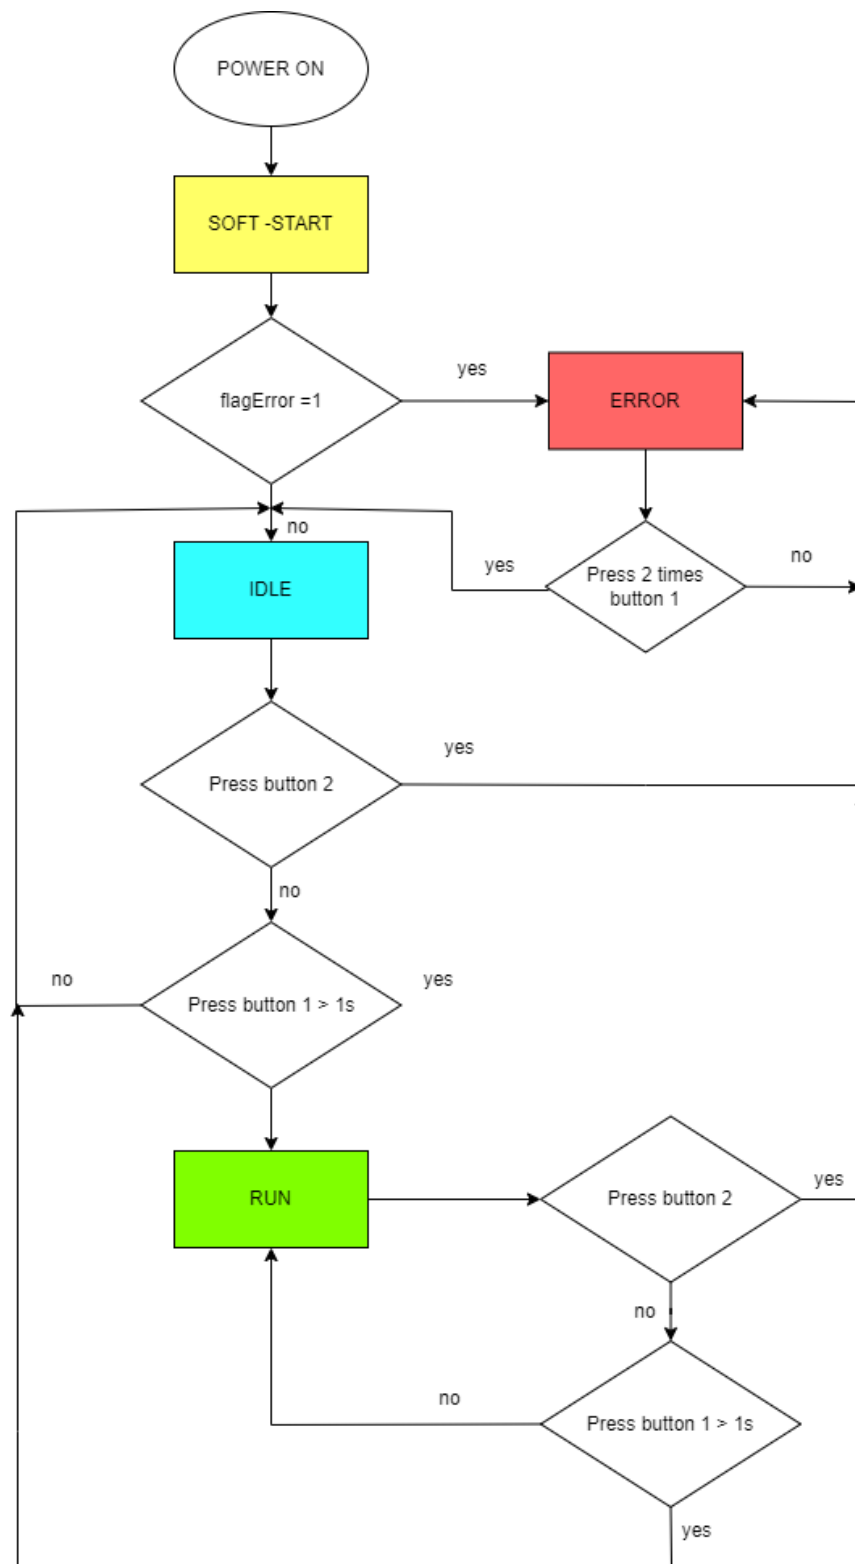 POWER ON
SOFT -START
flagError =1
yes
ERROR
no
IDLE
yes
Press 2 times
button 1
no
Press button 2
yes
no
no
Press button 1 > 1s
yes
RUN
Press button 2
yes
no
no
Press button 1 > 1s
yes